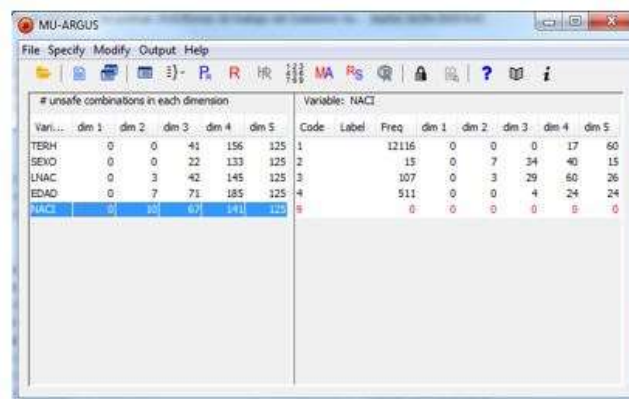 MU-ARGUS
File Specify Modify Output Help
# unsafe combinations in each dimension
Vari... dim 1 dim 2 dim 3 dim 4 dim 5
TERH 0 0 41 156 125
SEXO 0 0 22 133 125
LNAC 0 3 42 145 125
EDAD 0 7 71 185 125
NACI 0 10 67 141 125
Variable: NACI
Code Label Freq dim 1 dim 2 dim 3 dim 4 dim 5
1 12116 0 0 0 17 60
2 15 0 7 34 40 15
3 107 0 3 29 60 26
4 511 0 0 4 24 24
9 0 0 0 0 0 0